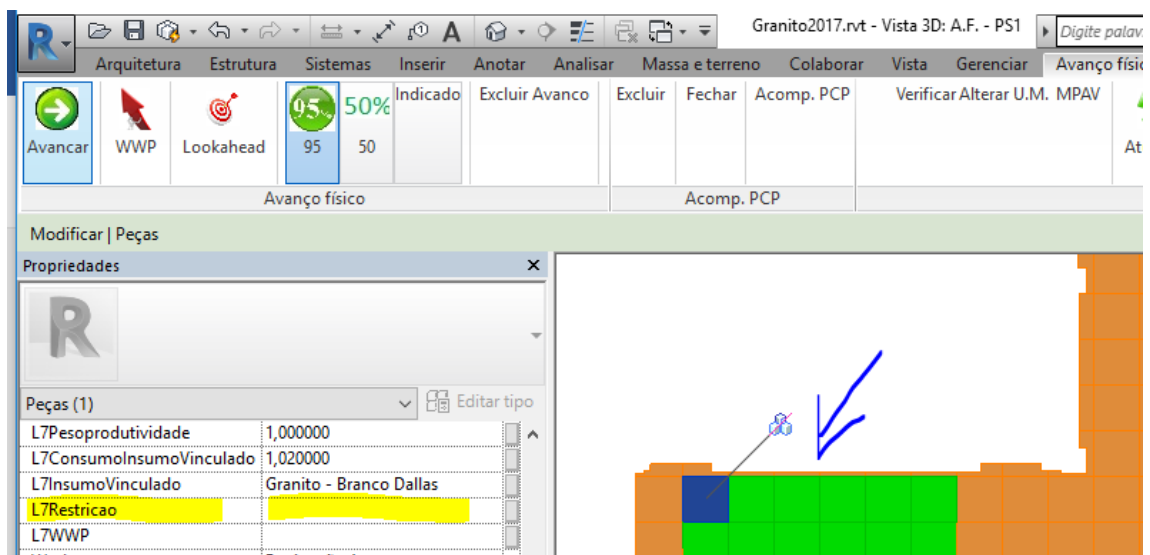 Granito2017.rvt - Vista 3D: A.F. - PS1
Digite palav
Arquitetura Estrutura Sistemas Inserir Anotar Analisar Massa e terreno Colaborar Vista Gerenciar Avanço físic
95% 50% Indicado Excluir Avanco Excluir Fechar Acomp. PCP Verificar Alterar U.M. MPAV
Avancar WWP Lookahead 95 50 At
Avanço físico Acomp. PCP
Modificar | Peças
Propriedades
Peças (1) Editar tipo
L7Pesoprodutividade 1,000000
L7ConsumoInsumoVinculado 1,020000
L7InsumoVinculado Granito - Branco Dallas
L7Restricao
L7WWP